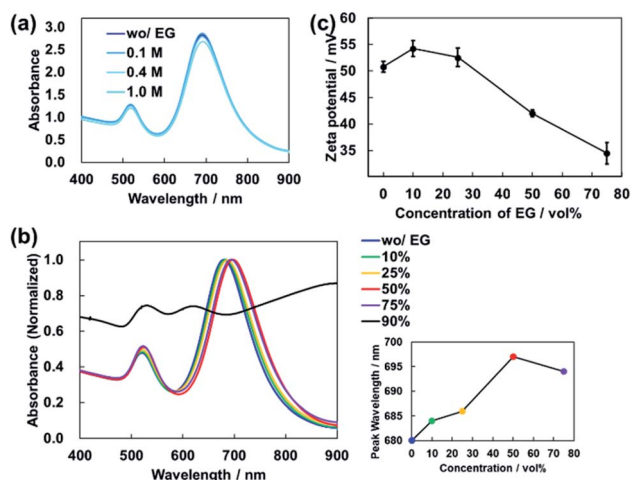 (a)
3.0
2.5
2.0
1.5
1.0
0.5
0.0
Absorbance
wo/ EG
0.1 M
0.4 M
1.0 M
400 500 600 700 800 900
Wavelength / nm
(c)
60
55
50
45
40
35
Zeta potential / mV
0 10 20 30 40 50 60 70 80
Concentration of EG / vol%
(b)
1.0
0.8
0.6
0.4
0.2
0.0
Absorbance (Normalized)
400 500 600 700 800 900
Wavelength / nm
wo/ EG
10%
25%
50%
75%
90%
700
695
690
685
680
Peak Wavelength / nm
0 10 20 30 40 50 60 70 80
Concentration / vol%